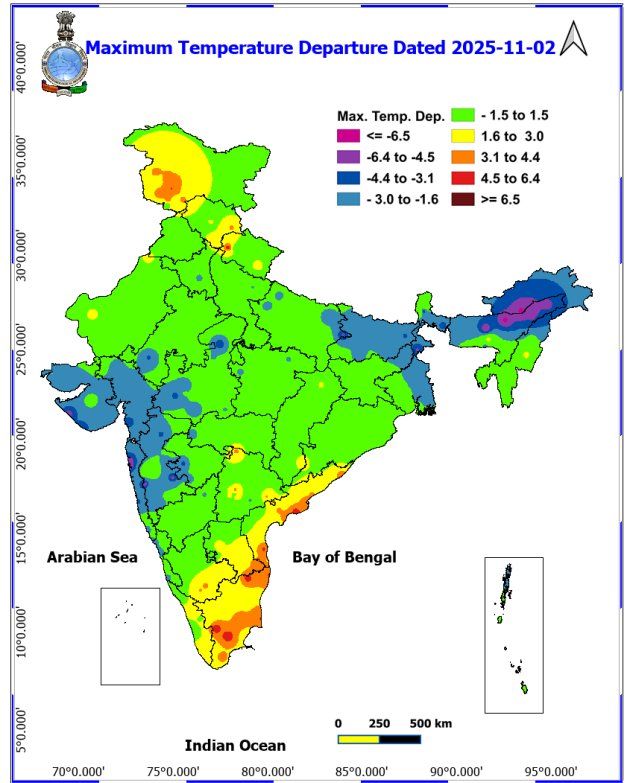 Maximum Temperature Departure Dated 2025-11-02
Max. Temp. Dep.
<= -6.5
-6.4 to -4.5
-4.4 to -3.1
- 3.0 to -1.6
- 1.5 to 1.5
1.6 to 3.0
3.1 to 4.4
4.5 to 6.4
>= 6.5
40°0.000'
35°0.000'
30°0.000'
25°0.000'
20°0.000'
15°0.000'
10°0.000'
5°0.000'
Arabian Sea
Bay of Bengal
Indian Ocean
0 250 500 km
70°0.000' 75°0.000' 80°0.000' 85°0.000' 90°0.000' 95°0.000'